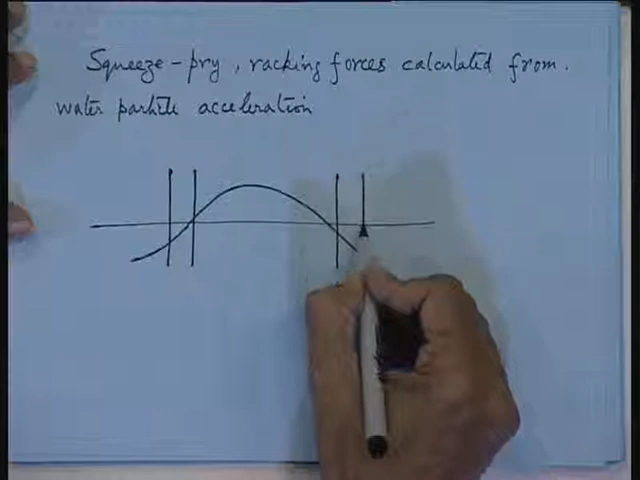 Squeeze-pry, racking forces calculated from.
water particle acceleration